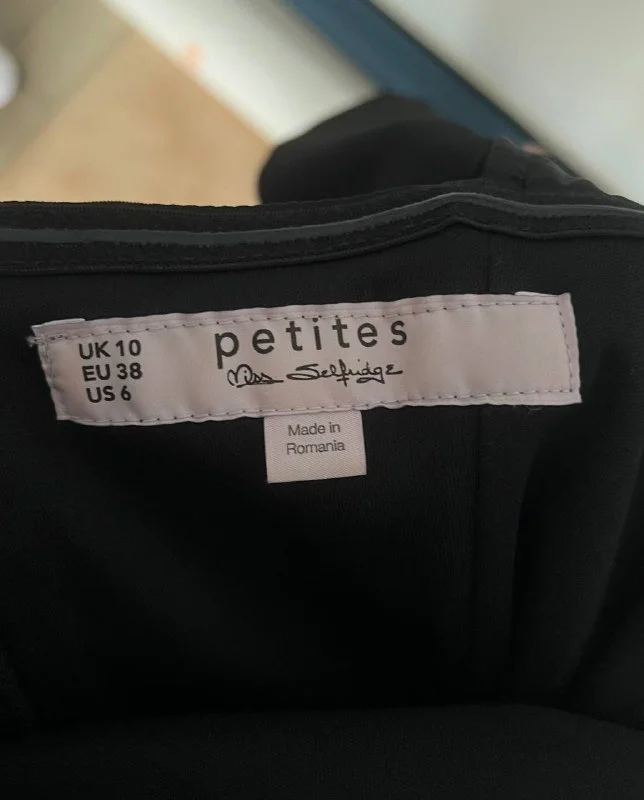 UK 10
EU 38
US 6
petites
Miss Selfridge
Made in
Romania